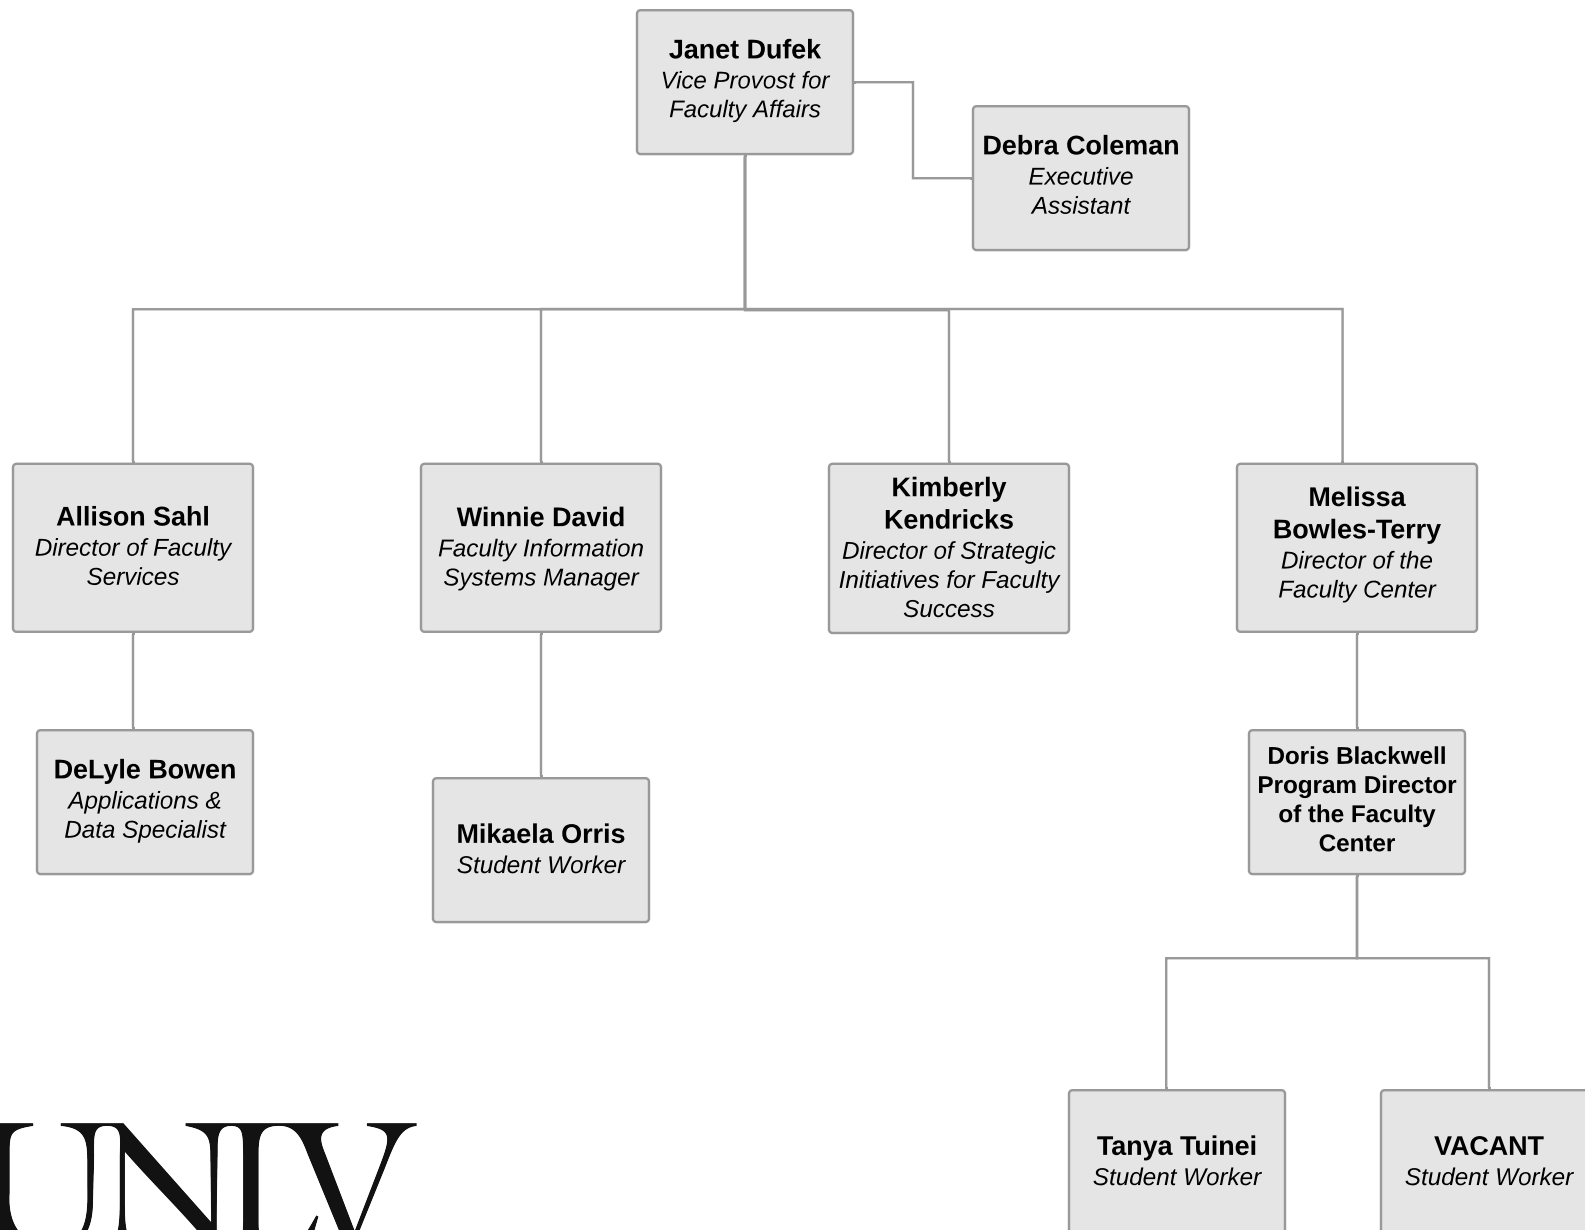 Janet Dufek
Vice Provost for
Faculty Affairs
Debra Coleman
Executive
Assistant
Allison Sahl
Director of Faculty
Services
Winnie David
Faculty Information
Systems Manager
Kimberly
Kendricks
Director of Strategic
Initiatives for Faculty
Success
Melissa
Bowles-Terry
Director of the
Faculty Center
DeLyle Bowen
Applications &
Data Specialist
Mikaela Orris
Student Worker
Doris Blackwell
Program Director
of the Faculty
Center
Tanya Tuinei
Student Worker
VACANT
Student Worker
UNLV